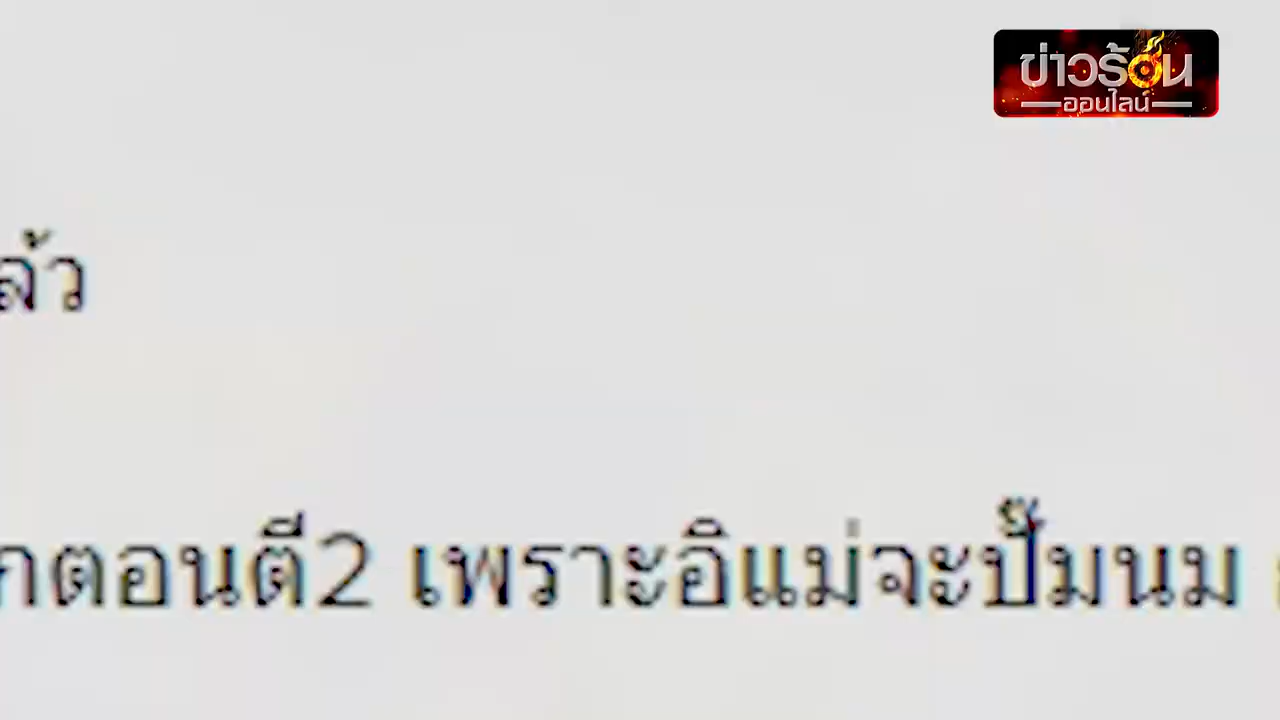 ข่าวร้อน
ออนไลน์
ล้ว
กตอนตี2 เพราะอิแม่จะปั๊มนม